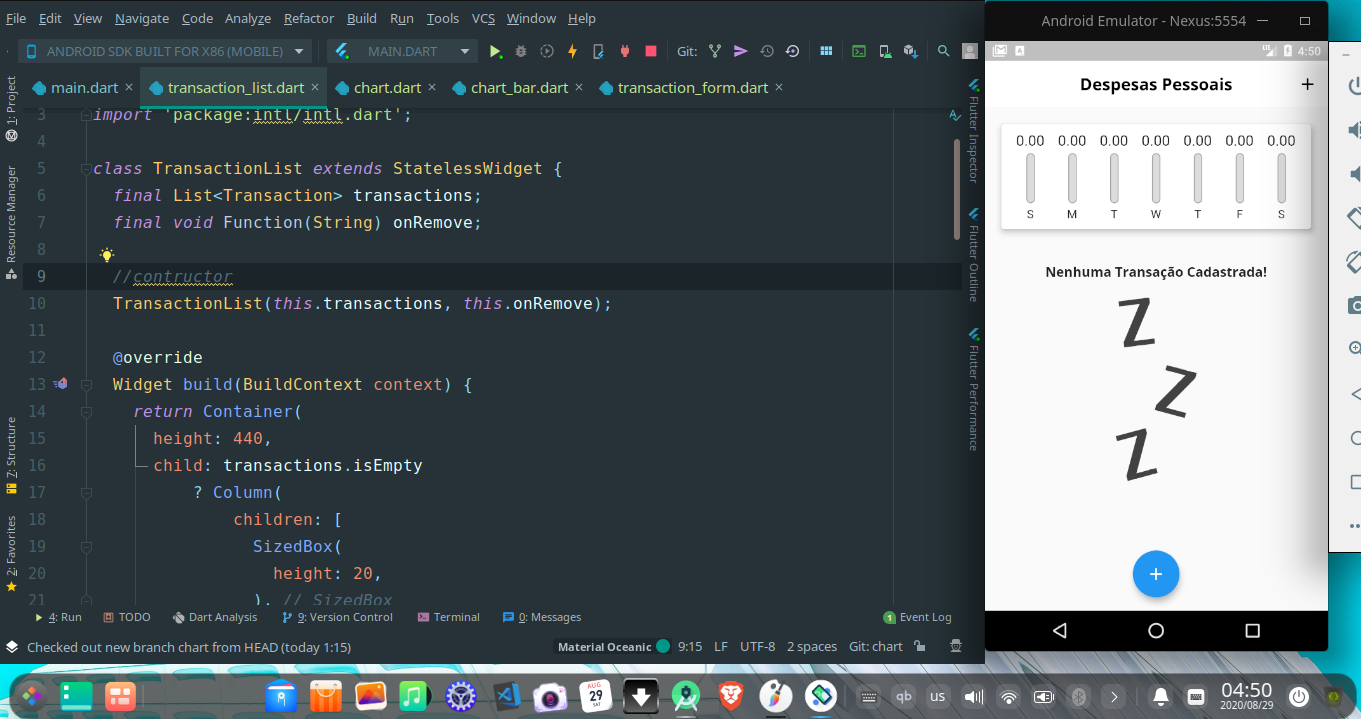 File Edit View Navigate Code Analyze Refactor Build Run Tools VCS Window Help
ANDROID SDK BUILT FOR X86 (MOBILE) MAIN.DART Git:
main.dart transaction_list.dart chart.dart chart_bar.dart transaction_form.dart
3 import 'package:intl/intl.dart';
4
5 class TransactionList extends StatelessWidget {
6 final List<Transaction> transactions;
7 final void Function(String) onRemove;
8
9 //contructor
10 TransactionList(this.transactions, this.onRemove);
11
12 @override
13 Widget build(BuildContext context) {
14 return Container(
15 height: 440,
16 child: transactions.isEmpty
17 ? Column(
18 children: [
19 SizedBox(
20 height: 20,
21 ), // SizedBox
1: Project
Resource Manager
7: Structure
2: Favorites
Flutter Inspector
Flutter Outline
Flutter Performance
4: Run TODO Dart Analysis 9: Version Control Terminal 0: Messages 1 Event Log
Checked out new branch chart from HEAD (today 1:15) Material Oceanic 9:15 LF UTF-8 2 spaces Git: chart
Android Emulator - Nexus:5554
A LTE 4:50
Despesas Pessoais +
0.00 0.00 0.00 0.00 0.00 0.00 0.00
S M T W T F S
Nenhuma Transação Cadastrada!
Z
Z
Z
+
AUG
29
SAT
qb us
04:50
2020/08/29